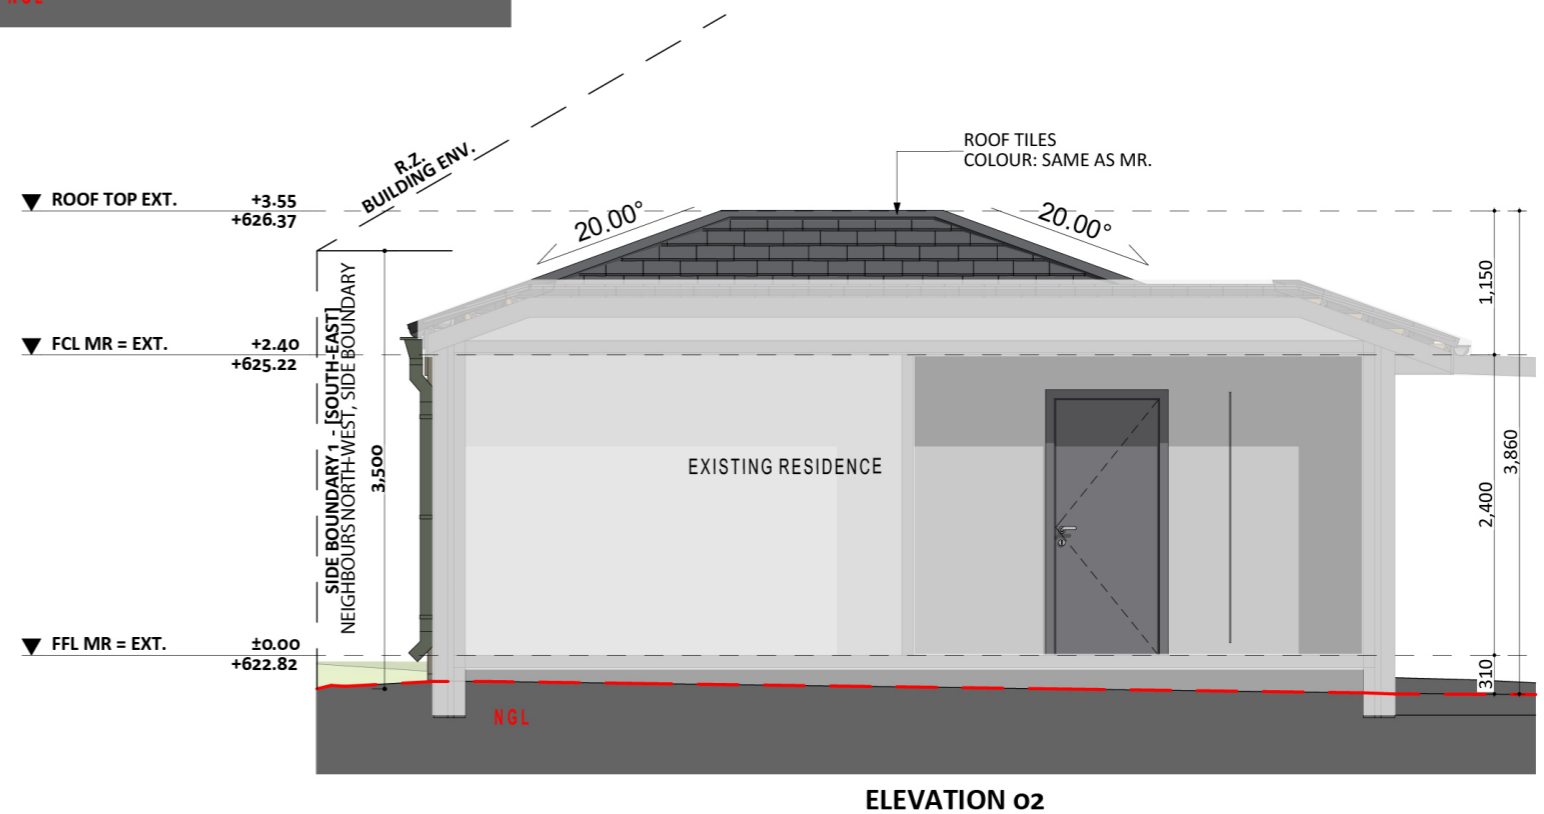 NGL
R.Z.
BUILDING ENV.
ROOF TILES
COLOUR: SAME AS MR.
ROOF TOP EXT. +3.55
+626.37
20.00°
20.00°
1,150
FCL MR = EXT. +2.40
+625.22
SIDE BOUNDARY 1 - [SOUTH-EAST]
NEIGHBOURS NORTH-WEST, SIDE BOUNDARY
3,500
EXISTING RESIDENCE
2,400
3,860
FFL MR = EXT. ±0.00
+622.82
310
NGL
ELEVATION 02